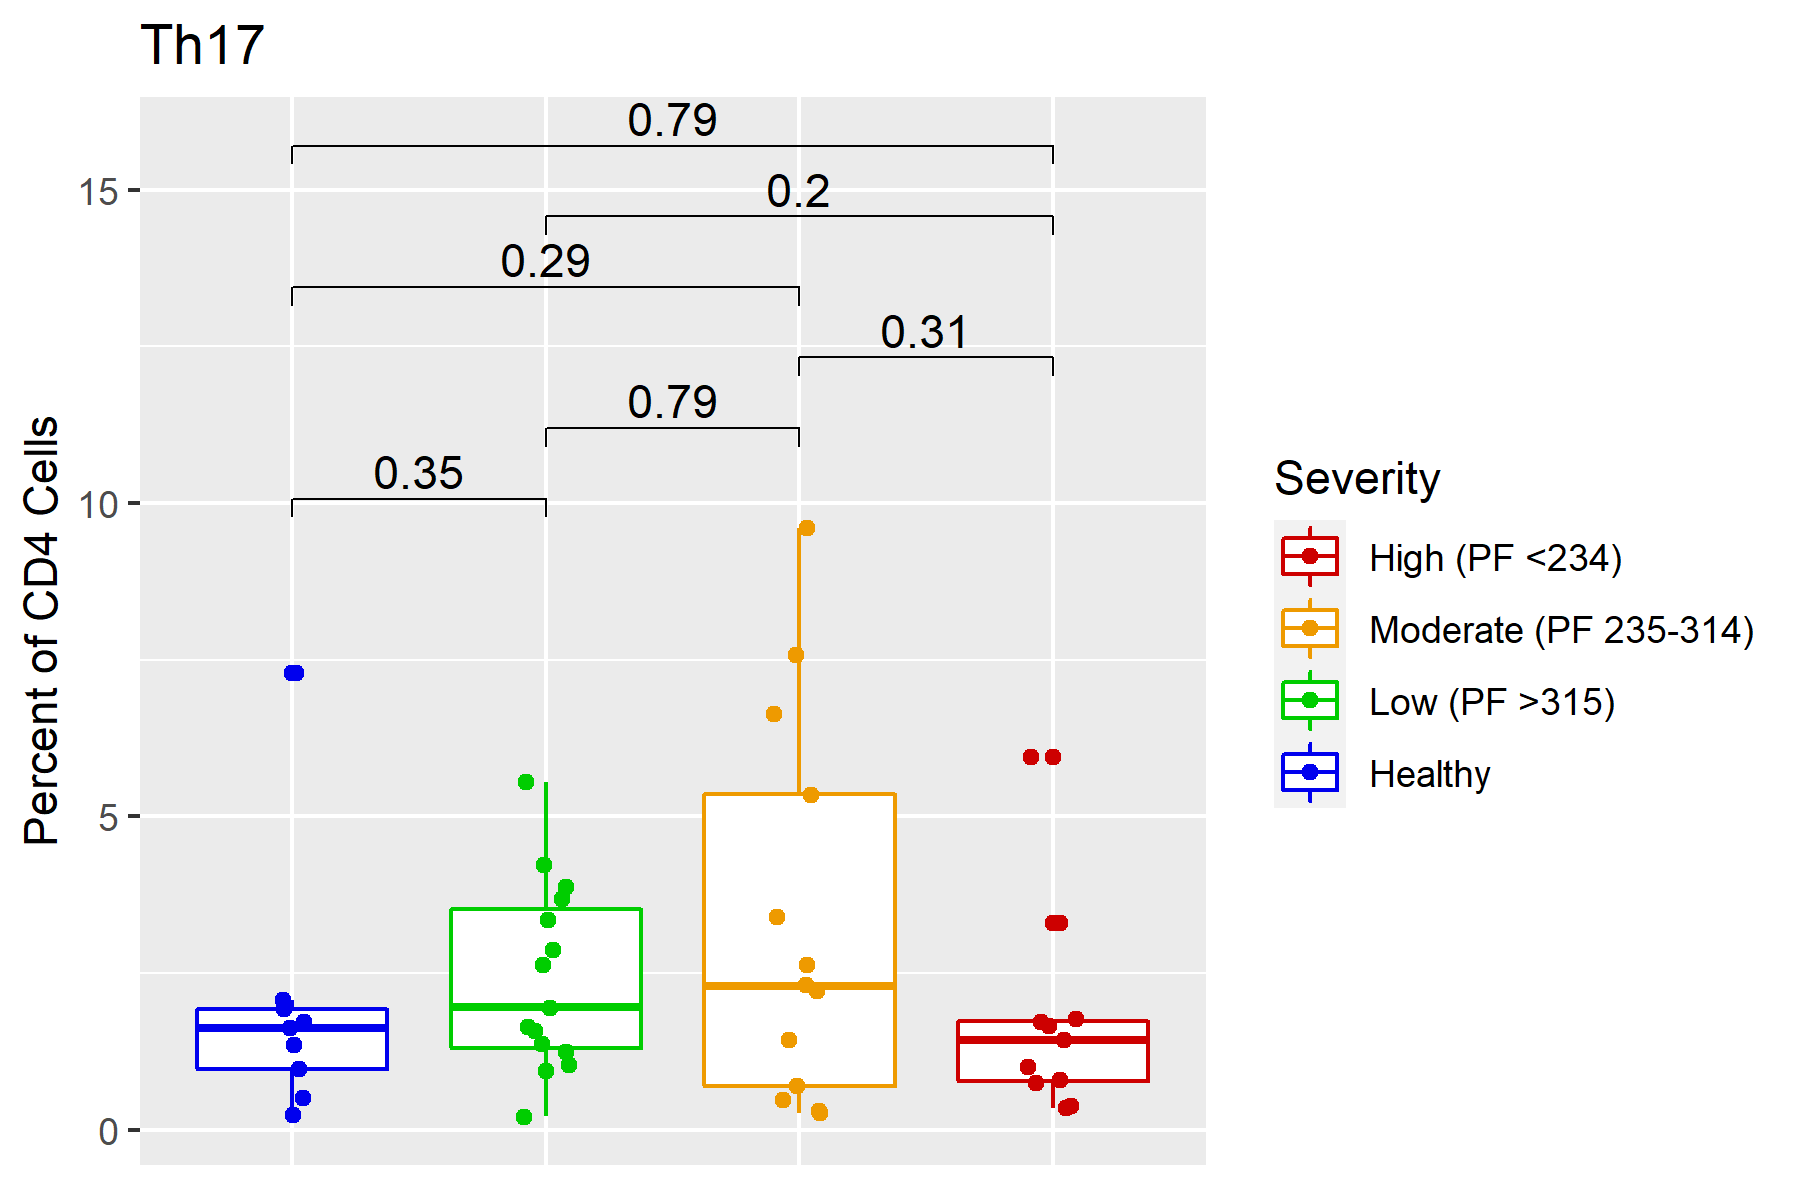 Th17
0.79
0.2
0.29
0.31
0.79
0.35
15
10
5
0
Percent of CD4 Cells
Severity
High (PF <234)
Moderate (PF 235-314)
Low (PF >315)
Healthy